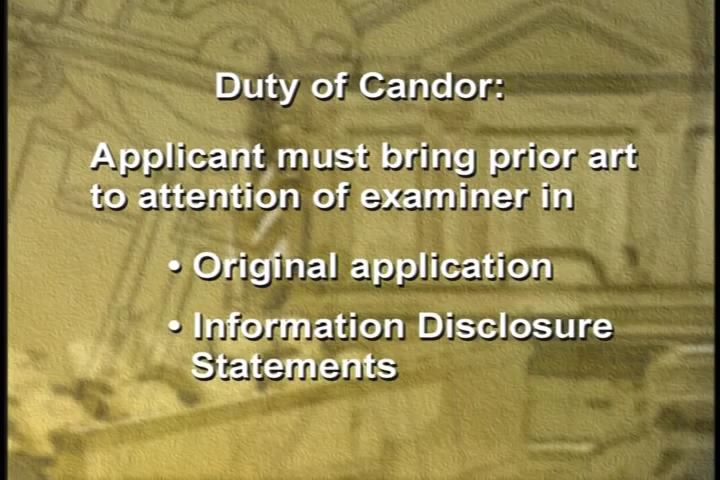 Duty of Candor:
Applicant must bring prior art
to attention of examiner in
• Original application
• Information Disclosure
Statements